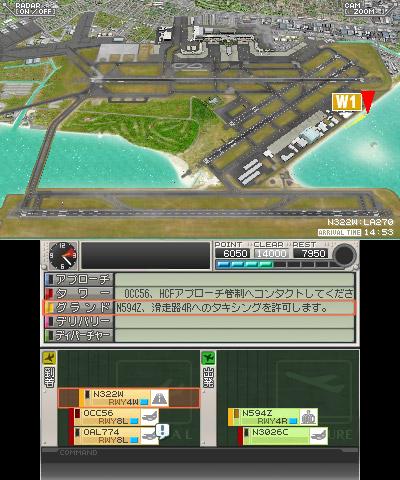 RADAR
[ON/OFF]
CAM
[ZOOM]
W1
N322W:LA270
ARRIVAL TIME 14:53
POINT CLEAR REST
6050 14000 7950
アプローチ
タワー OCC56、HCFアプローチ管制へコンタクトしてくださ
グランド N594Z、滑走路4Rへのタキシングを許可します。
デリバリー
ディパーチャー
N322W
RWY4W
OCC56
RWY8L
OAL774
RWY8L
N594Z
RWY4R
N3026C
COMMAND